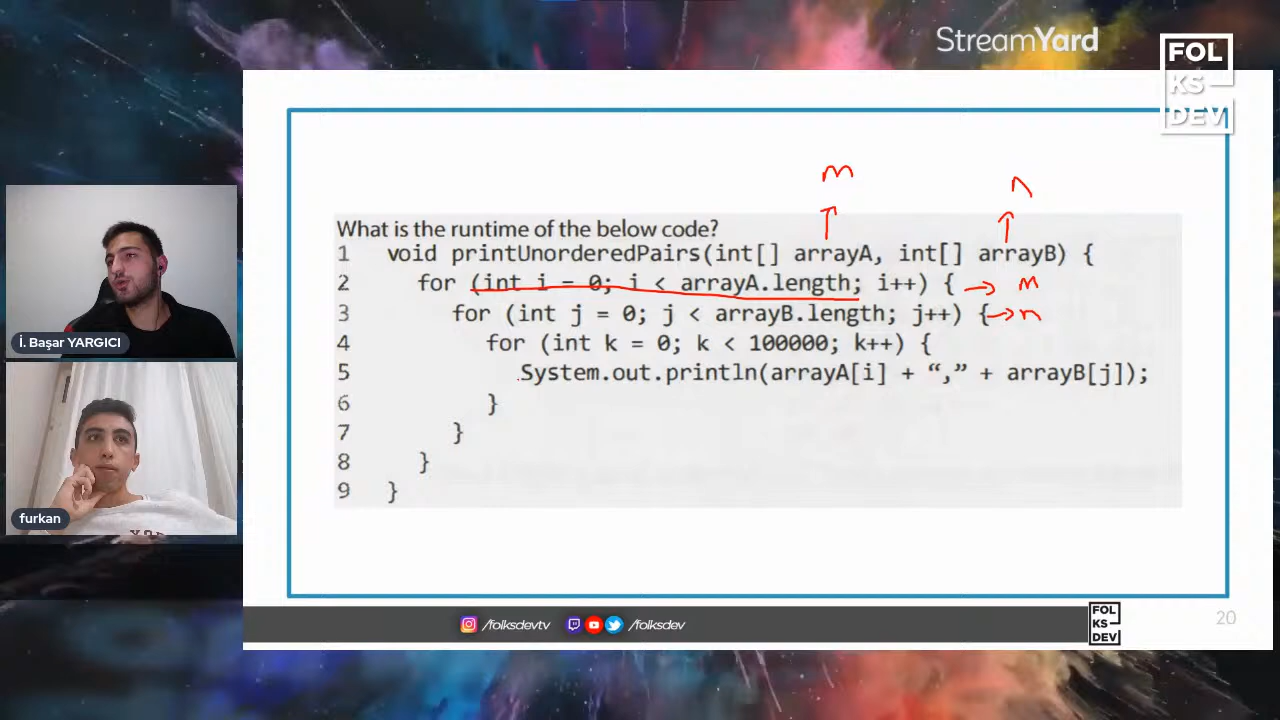 StreamYard
FOL
KS
DEV
m
n
What is the runtime of the below code?
1 void printUnorderedPairs(int[] arrayA, int[] arrayB) {
2 for (int i = 0; i < arrayA.length; i++) { → m
3 for (int j = 0; j < arrayB.length; j++) { → n
4 for (int k = 0; k < 100000; k++) {
5 System.out.println(arrayA[i] + “,” + arrayB[j]);
6 }
7 }
8 }
9 }
İ. Başar YARGICI
furkan
/folksdevtv /folksdev
FOL
KS
DEV
20